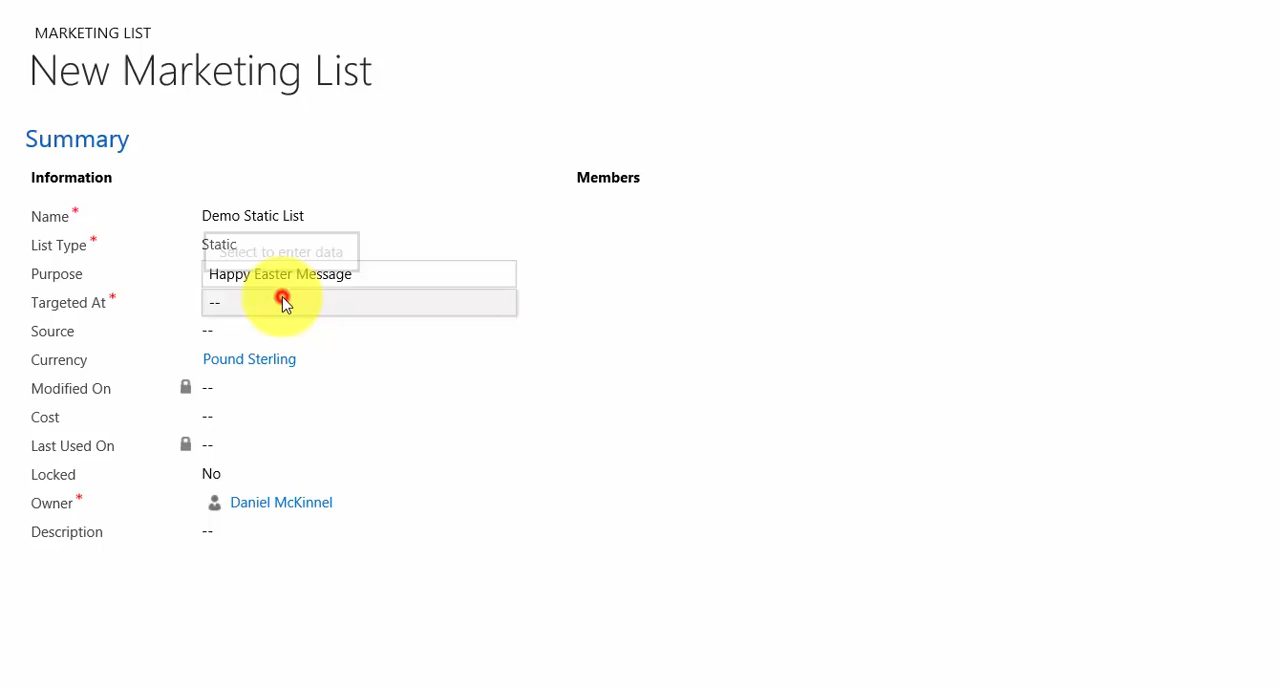 MARKETING LIST
New Marketing List
Summary
Information
Members
Name* Demo Static List
List Type* Static
Select to enter data
Purpose Happy Easter Message
Targeted At* --
Source --
Currency Pound Sterling
Modified On --
Cost --
Last Used On --
Locked No
Owner* Daniel McKinnel
Description --